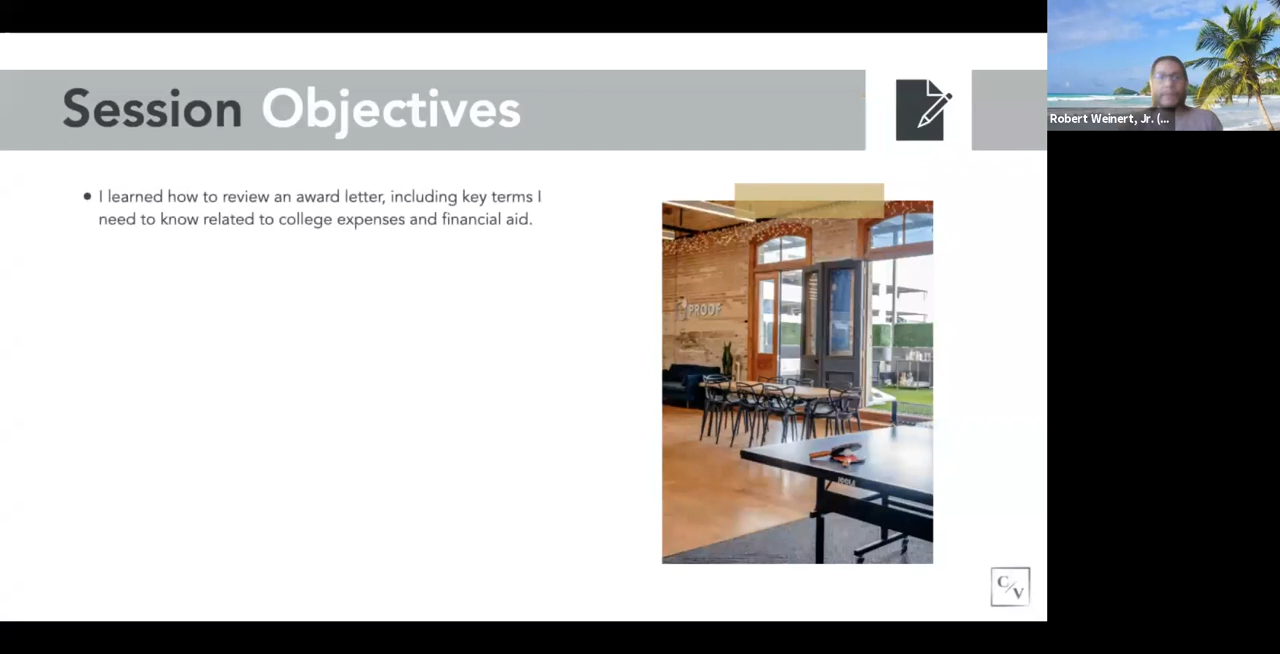 Session Objectives
• I learned how to review an award letter, including key terms I
need to know related to college expenses and financial aid.
PROOF
JOOLA
C/V
Robert Weinert, Jr. (...